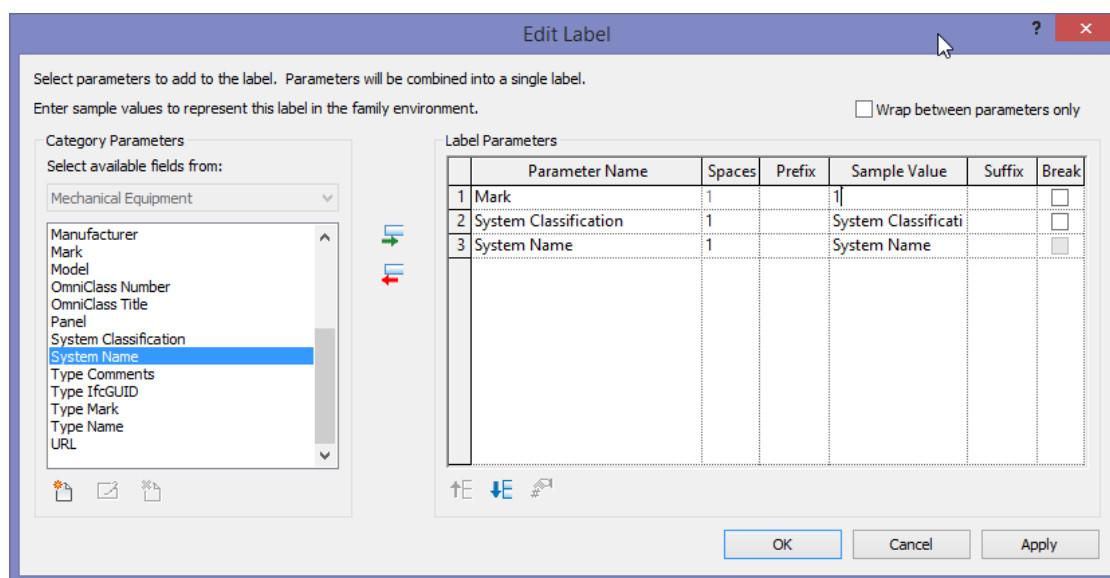 Edit Label
?
×
Select parameters to add to the label. Parameters will be combined into a single label.
Enter sample values to represent this label in the family environment.
Wrap between parameters only
Category Parameters
Select available fields from:
Mechanical Equipment
Manufacturer
Mark
Model
OmniClass Number
OmniClass Title
Panel
System Classification
System Name
Type Comments
Type IfcGUID
Type Mark
Type Name
URL
Label Parameters
Parameter Name Spaces Prefix Sample Value Suffix Break
1 Mark 1 1
2 System Classification 1 System Classificati
3 System Name 1 System Name
OK Cancel Apply